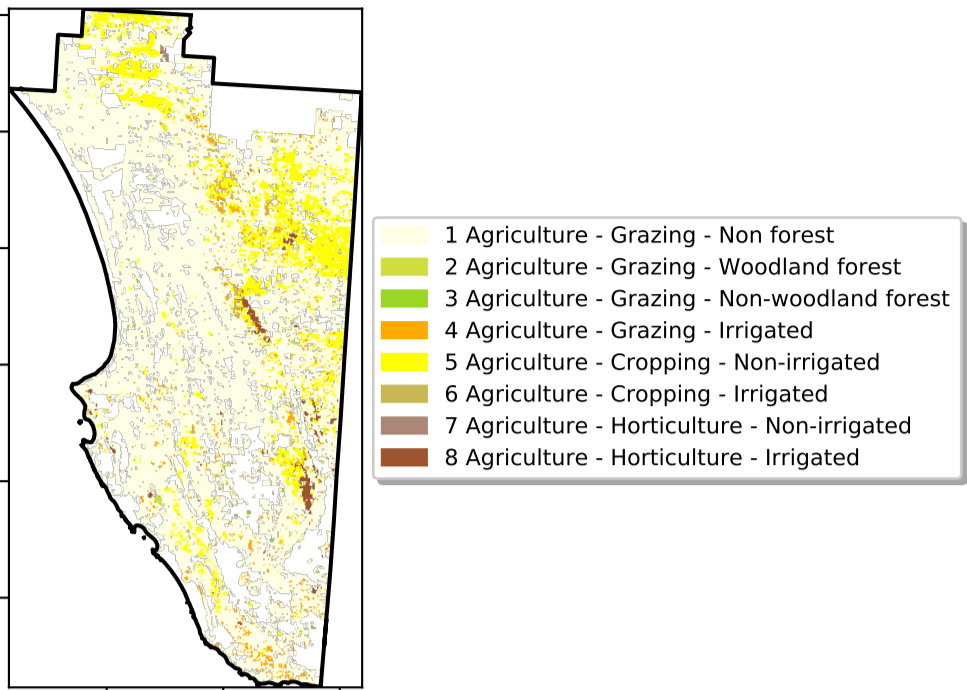 1 Agriculture - Grazing - Non forest
2 Agriculture - Grazing - Woodland forest
3 Agriculture - Grazing - Non-woodland forest
4 Agriculture - Grazing - Irrigated
5 Agriculture - Cropping - Non-irrigated
6 Agriculture - Cropping - Irrigated
7 Agriculture - Horticulture - Non-irrigated
8 Agriculture - Horticulture - Irrigated